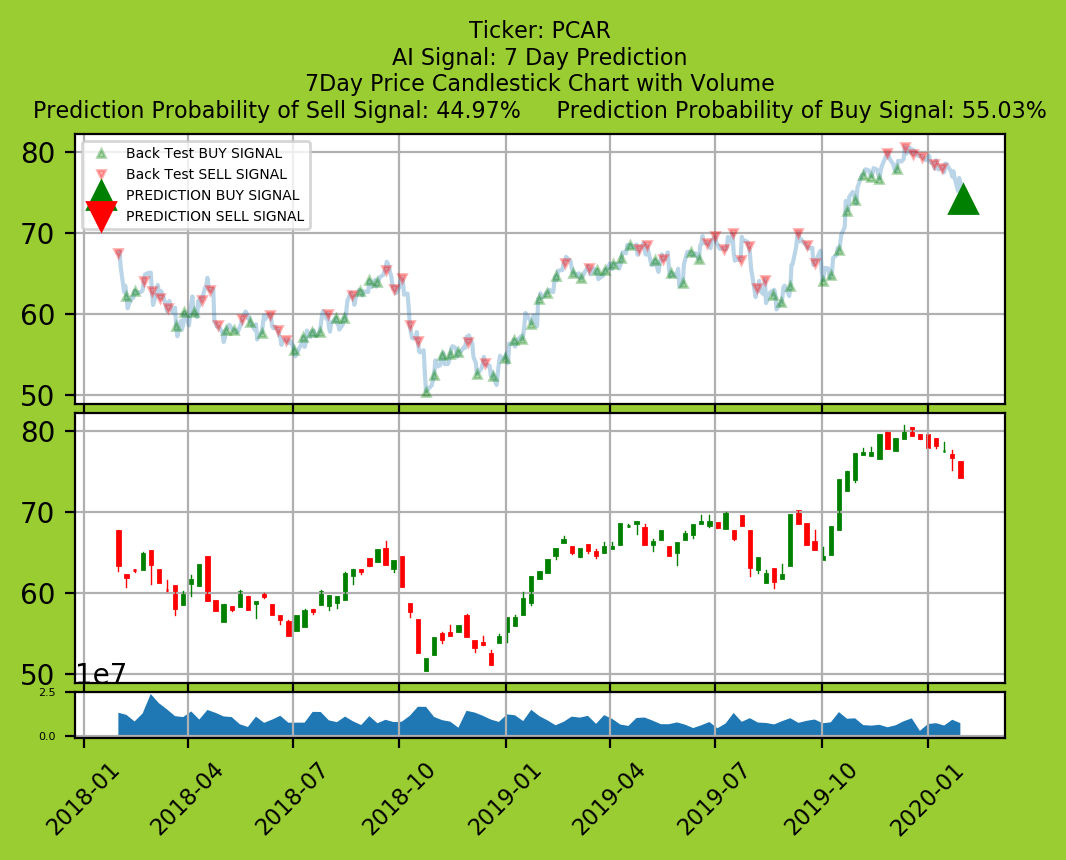 Ticker: PCAR
AI Signal: 7 Day Prediction
7Day Price Candlestick Chart with Volume
Prediction Probability of Sell Signal: 44.97%     Prediction Probability of Buy Signal: 55.03%
Back Test BUY SIGNAL
Back Test SELL SIGNAL
PREDICTION BUY SIGNAL
PREDICTION SELL SIGNAL
80
70
60
50
80
70
60
50
1e7
2.5
0.0
2018-01
2018-04
2018-07
2018-10
2019-01
2019-04
2019-07
2019-10
2020-01